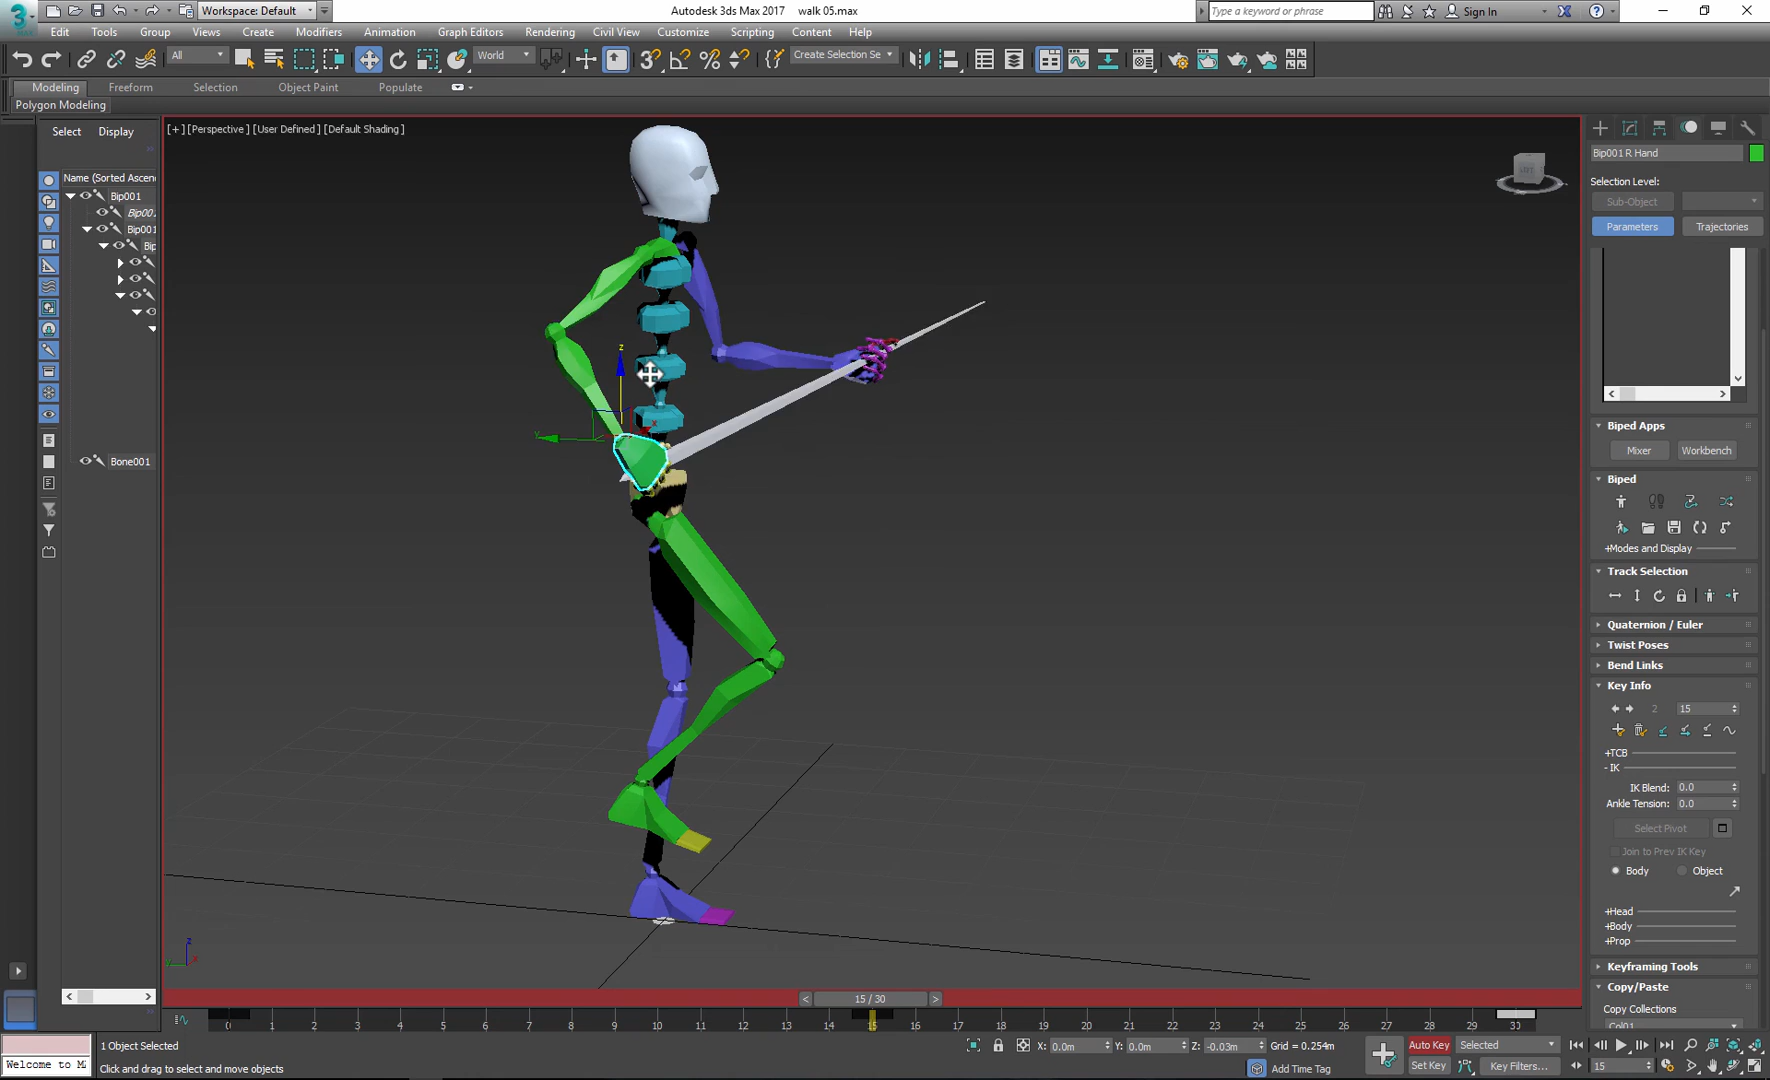 3 MAX Workspace: Default Autodesk 3ds Max 2017 walk 05.max Type a keyword or phrase Sign In
Edit Tools Group Views Create Modifiers Animation Graph Editors Rendering Civil View Customize Scripting Help
All World Create Selection Se
Modeling Freeform Selection Object Paint Populate
Polygon Modeling
Select Display
Name (Sorted Ascen
Bip001
Bip00
Bip001
Bip
Bone001
[+] [Perspective] [User Defined] [Default Shading]
z
x
y
z
x
y
Bip001 R Hand
Selection Level:
Sub-Object
Parameters Trajectories
Biped Apps
Mixer Workbench
Biped
+Modes and Display
Track Selection
Quaternion / Euler
Twist Poses
Bend Links
Key Info
2 15
+TCB
- IK
IK Blend: 0.0
Ankle Tension: 0.0
Select Pivot
Join to Prev IK Key
Body Object
+Head
+Body
+Prop
Keyframing Tools
Copy/Paste
Copy Collections
Col01
< 15 / 30 >
0 1 2 3 4 5 6 7 8 9 10 11 12 13 14 15 16 17 18 19 20 21 22 23 24 25 26 27 28 29 30
1 Object Selected X: 0.0m Y: 0.0m Z: -0.03m Grid = 0.254m Auto Key Selected
Welcome to M Click and drag to select and move objects Add Time Tag Set Key Key Filters... 15